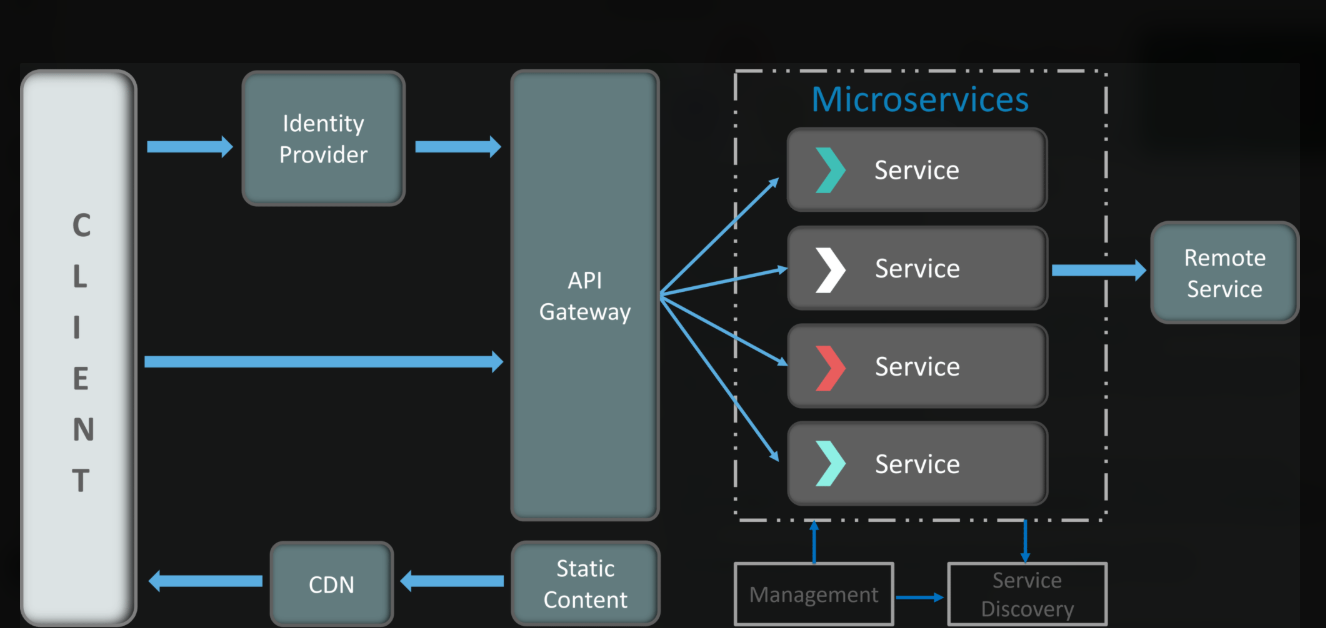 C
L
I
E
N
T
Identity
Provider
API
Gateway
Microservices
Service
Service
Service
Service
Remote
Service
CDN
Static
Content
Management
Service
Discovery